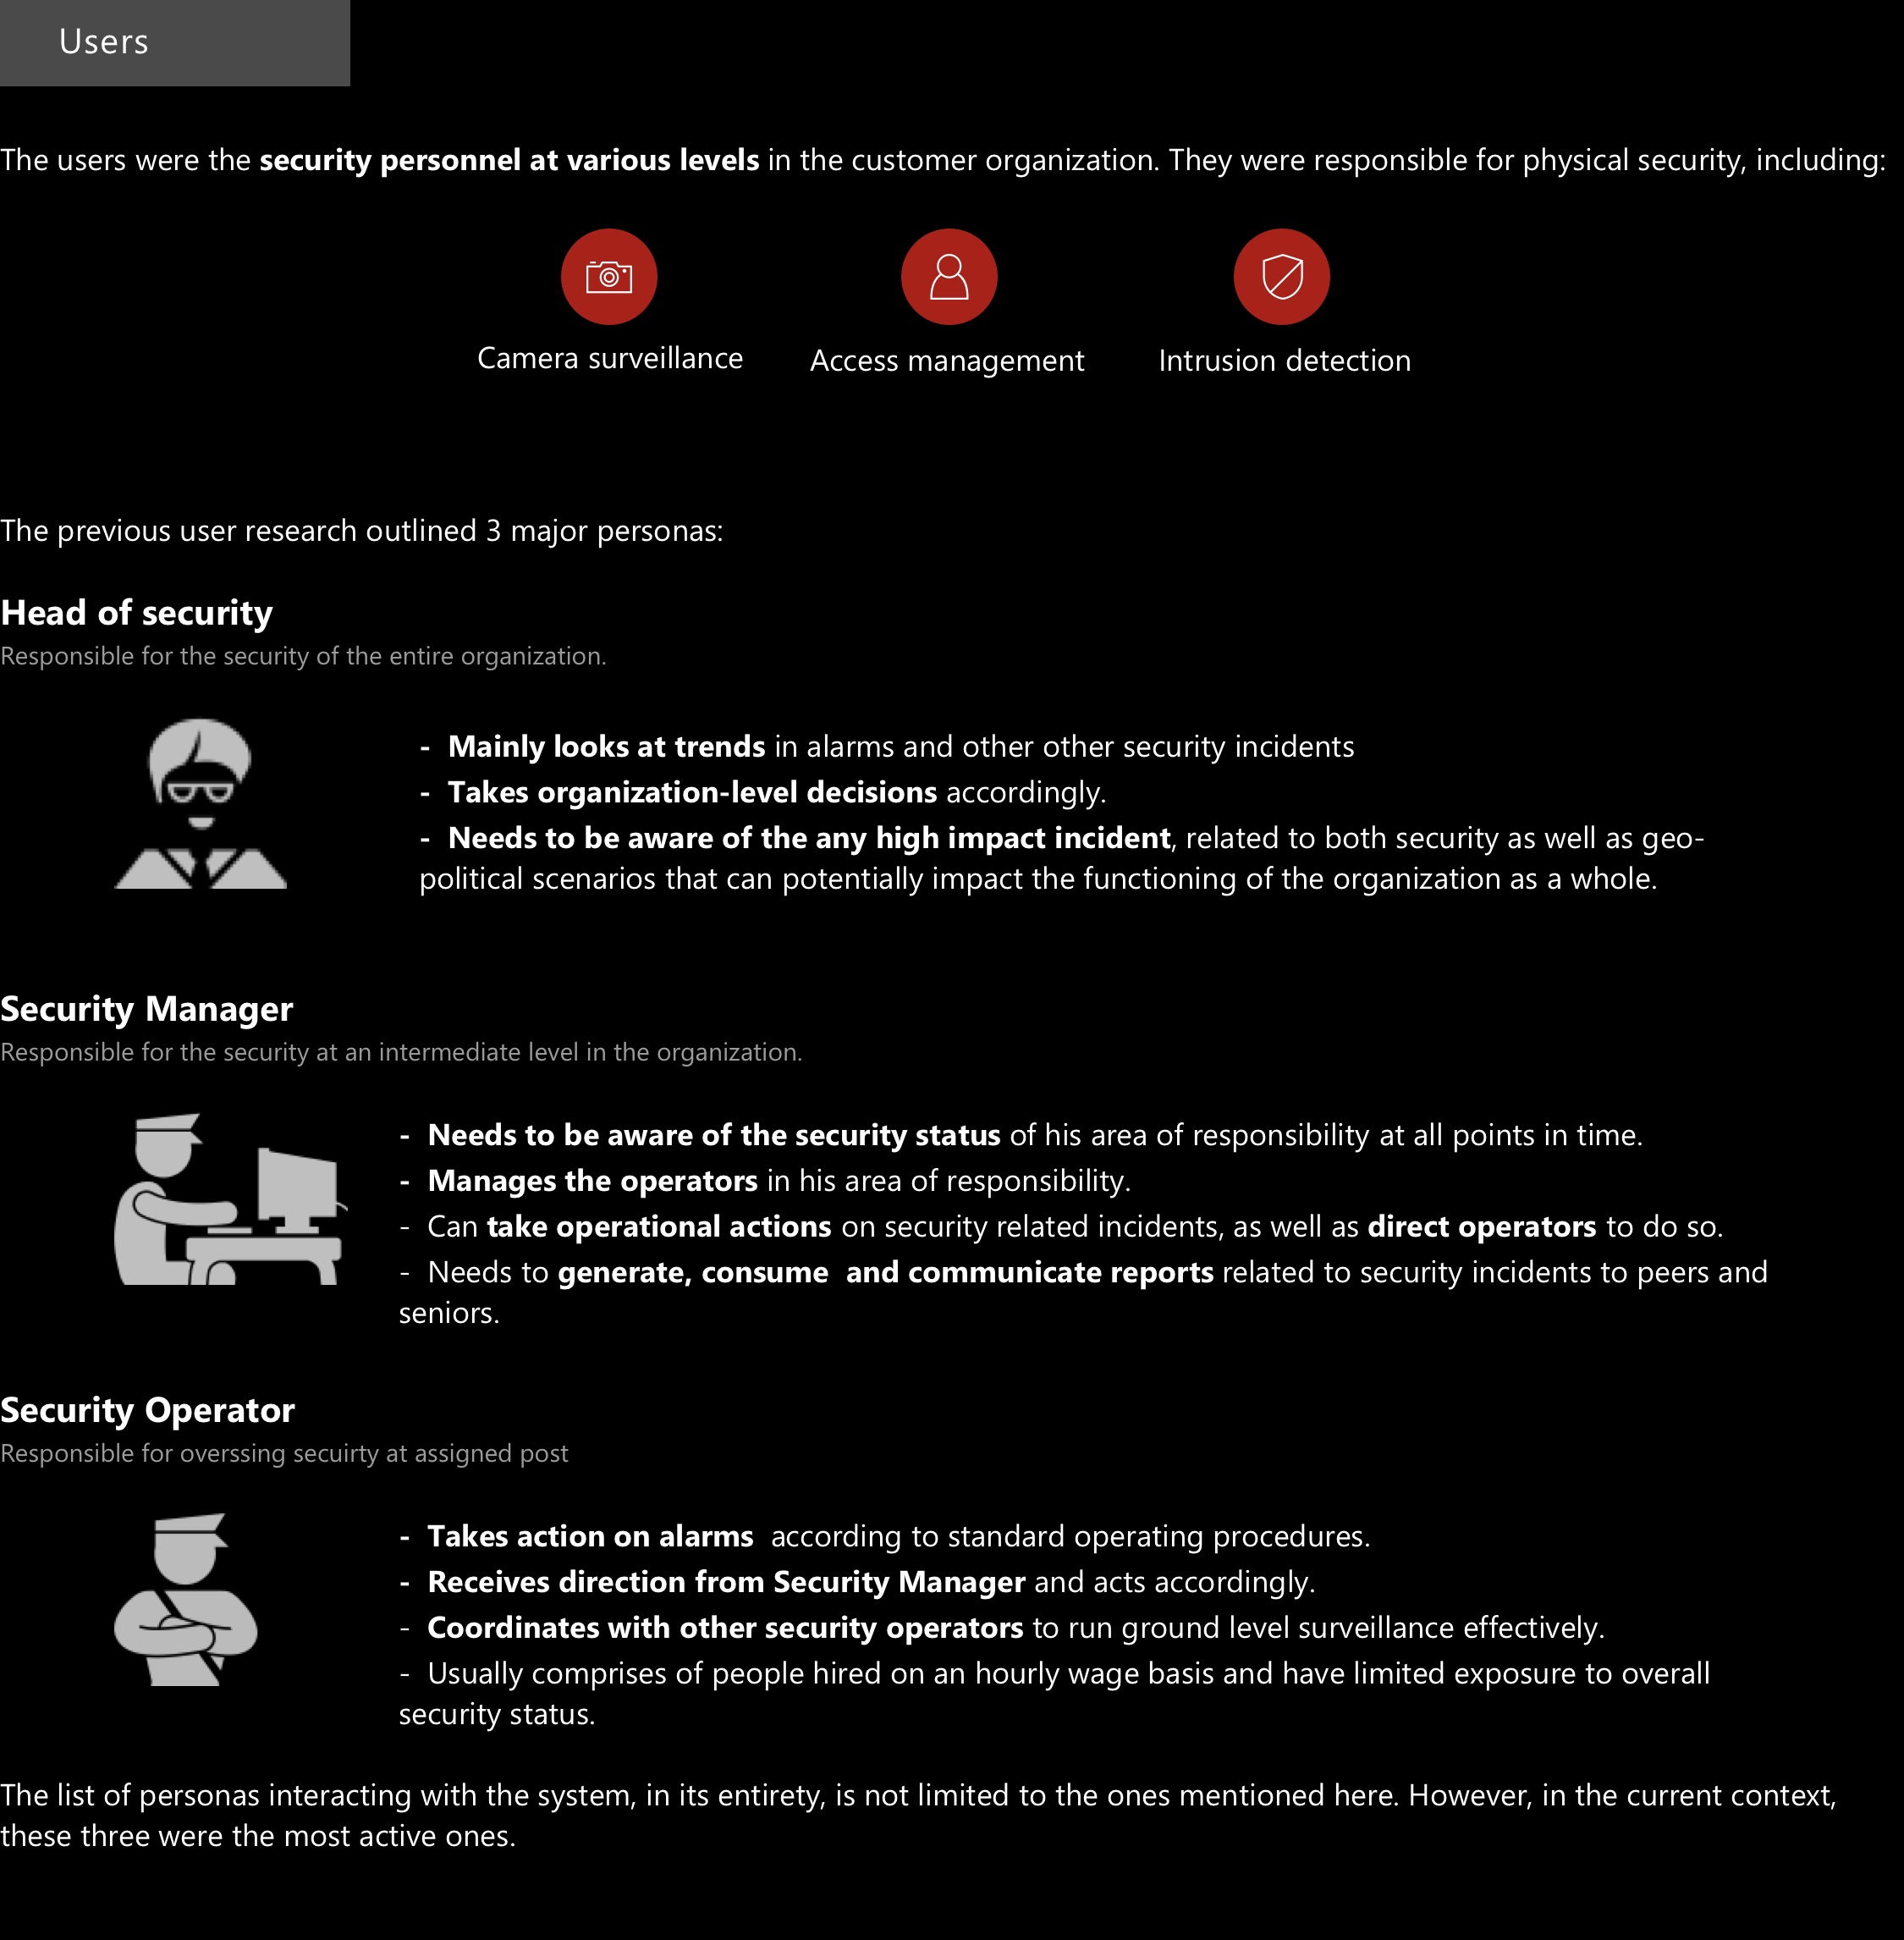 Users
The users were the security personnel at various levels in the customer organization. They were responsible for physical security, including:
Camera surveillance
Access management
Intrusion detection
The previous user research outlined 3 major personas:
Head of security
Responsible for the security of the entire organization.
- Mainly looks at trends in alarms and other other security incidents
- Takes organization-level decisions accordingly.
- Needs to be aware of the any high impact incident, related to both security as well as geo-
political scenarios that can potentially impact the functioning of the organization as a whole.
Security Manager
Responsible for the security at an intermediate level in the organization.
- Needs to be aware of the security status of his area of responsibility at all points in time.
- Manages the operators in his area of responsibility.
- Can take operational actions on security related incidents, as well as direct operators to do so.
- Needs to generate, consume and communicate reports related to security incidents to peers and
seniors.
Security Operator
Responsible for overssing secuirty at assigned post
- Takes action on alarms according to standard operating procedures.
- Receives direction from Security Manager and acts accordingly.
- Coordinates with other security operators to run ground level surveillance effectively.
- Usually comprises of people hired on an hourly wage basis and have limited exposure to overall
security status.
The list of personas interacting with the system, in its entirety, is not limited to the ones mentioned here. However, in the current context,
these three were the most active ones.